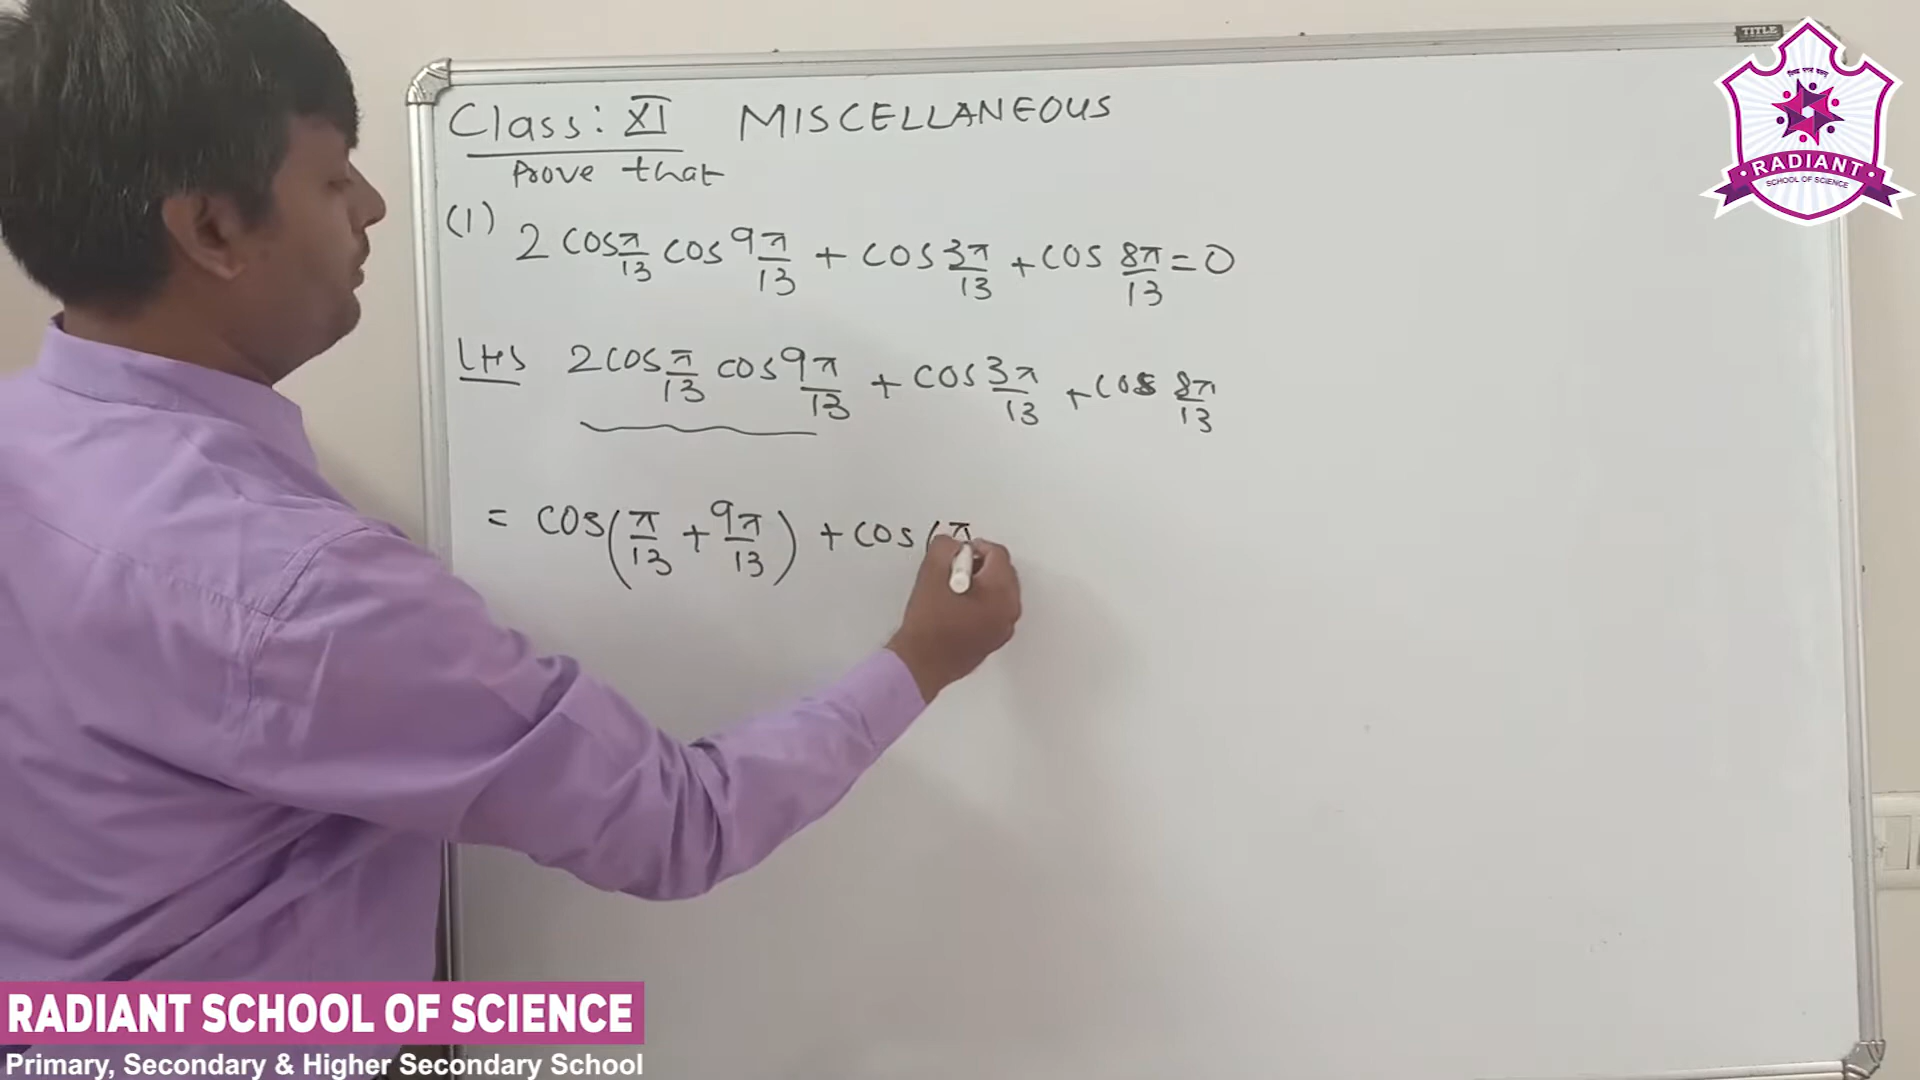 Class: XI MISCELLANEOUS
Prove that
(1) 2 cos π/13 cos 9π/13 + cos 3π/13 + cos 8π/13 = 0
LHS 2 cos π/13 cos 9π/13 + cos 3π/13 + cos 8π/13
= cos(π/13 + 9π/13) + cos(π
TITLE
RADIANT
SCHOOL OF SCIENCE
RADIANT SCHOOL OF SCIENCE
Primary, Secondary & Higher Secondary School